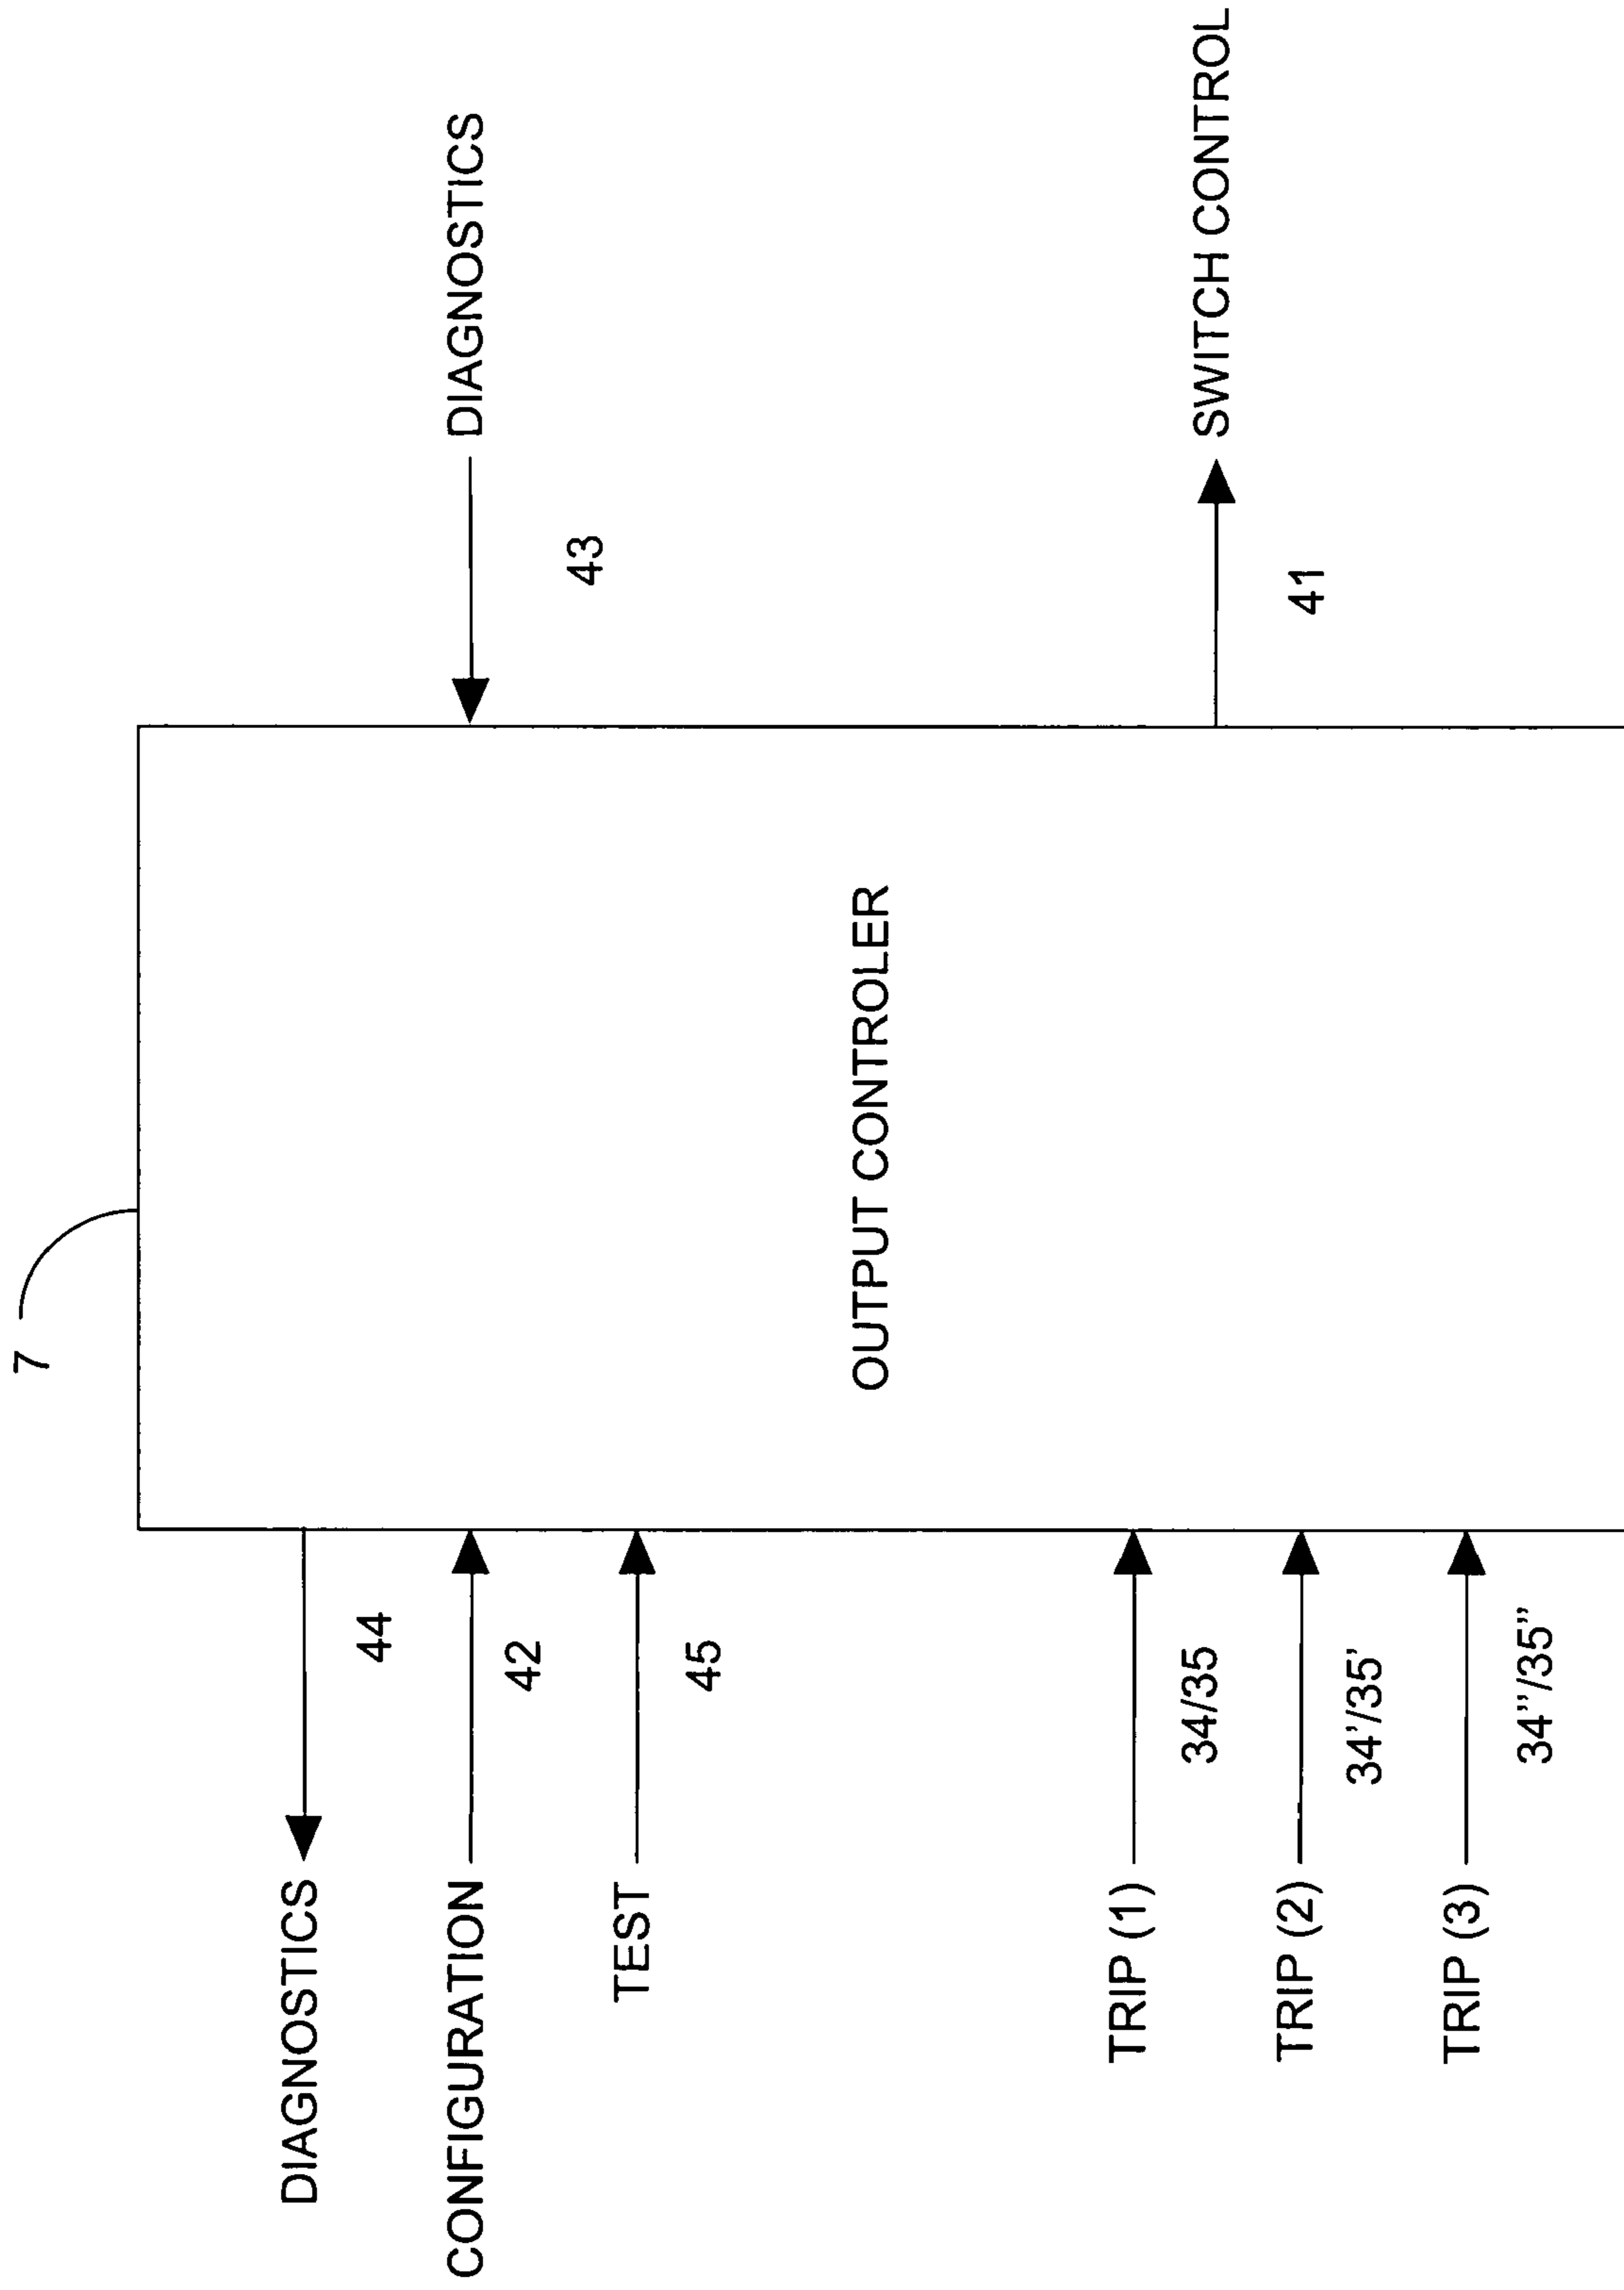 7
DIAGNOSTICS
44
CONFIGURATION
42
TEST
45
TRIP (1)
34/35
TRIP (2)
34'/35'
TRIP (3)
34''/35''
OUTPUT CONTROLER
DIAGNOSTICS
43
SWITCH CONTROL
41